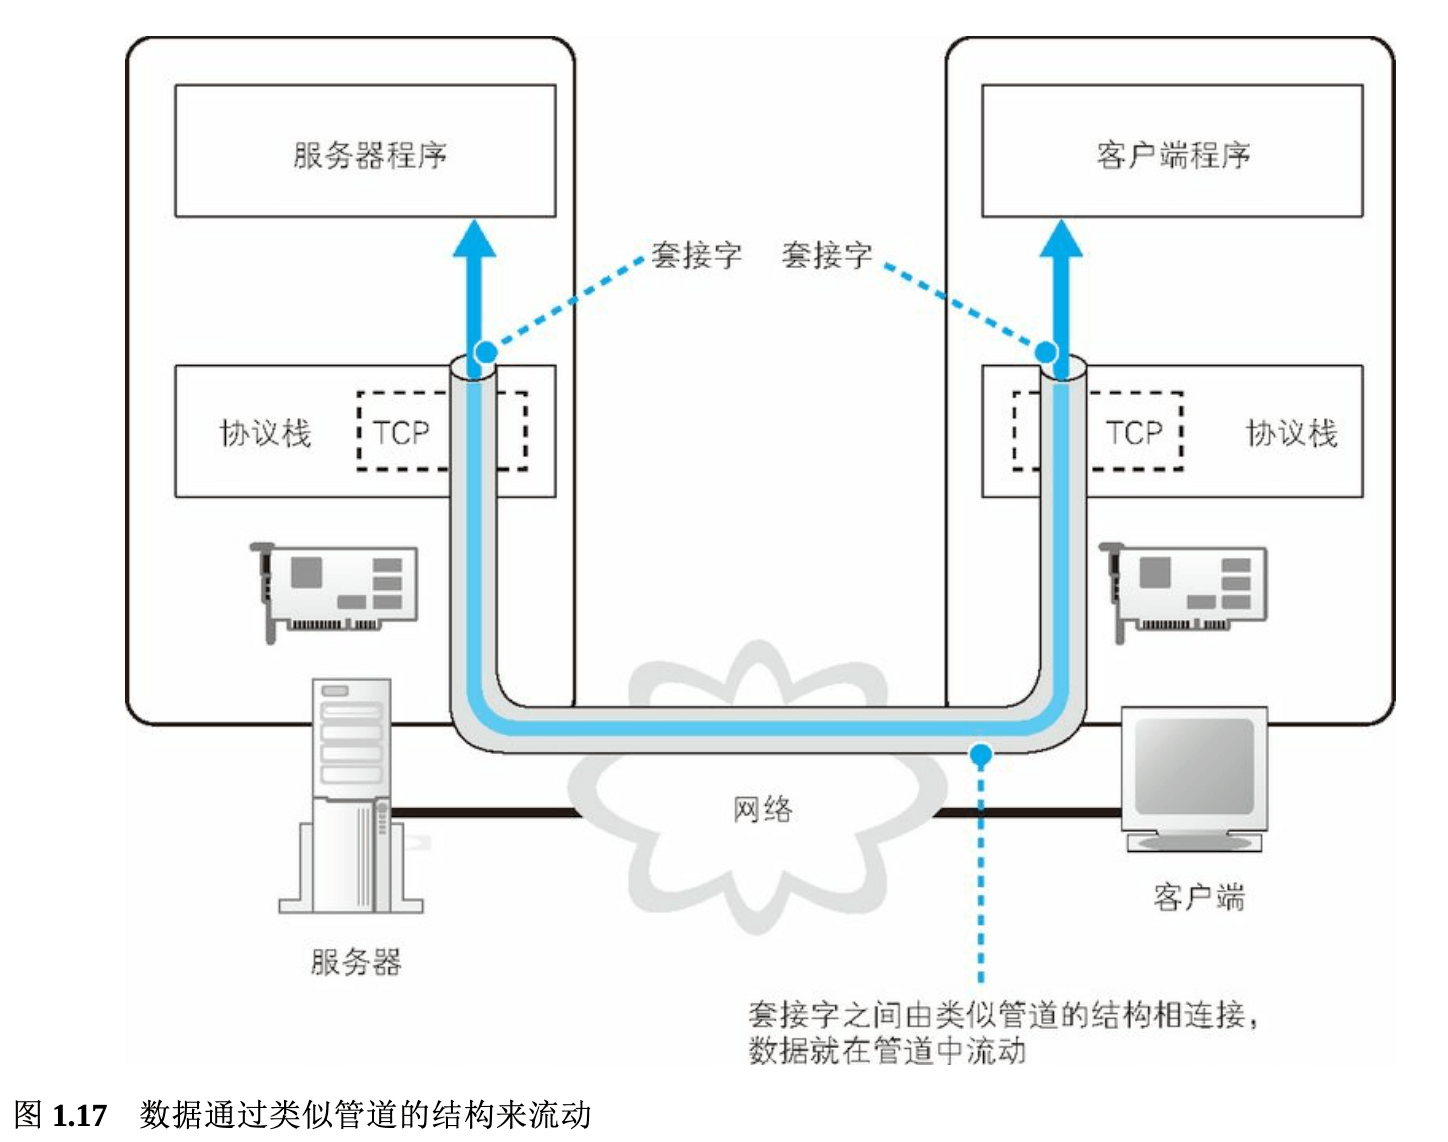 服务器程序
客户端程序
套接字
套接字
协议栈
TCP
TCP
协议栈
网络
客户端
服务器
套接字之间由类似管道的结构相连接，
数据就在管道中流动
图 1.17 数据通过类似管道的结构来流动